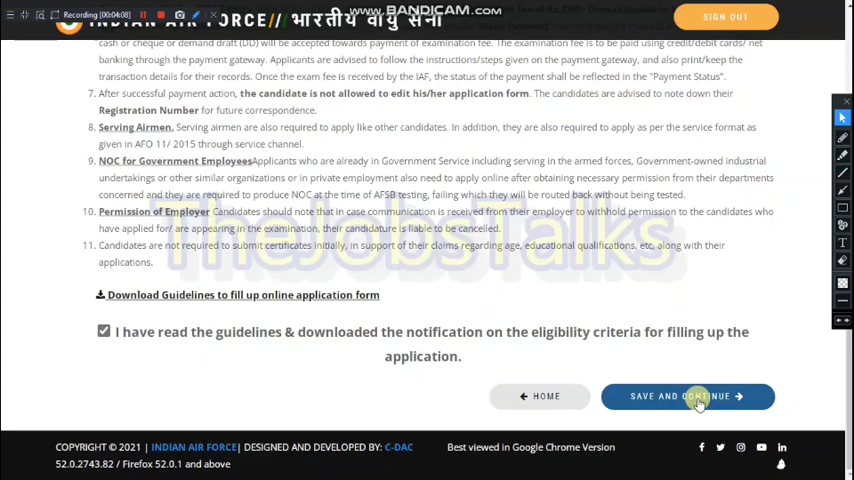 Recording [00:04:08]
WWW.BANDICAM.COM
INDIAN AIR FORCE // भारतीय वायु सेना
SIGN OUT
cash or cheque or demand draft (DD) will be accepted towards payment of examination fee. The examination fee is to be paid using credit/debit cards/ net
banking through the payment gateway. Applicants are advised to follow the instructions/steps given on the payment gateway, and also print/keep the
transaction details for their records. Once the exam fee is received by the IAF, the status of the payment shall be reflected in the "Payment Status".
7. After successful payment action, the candidate is not allowed to edit his/her application form. The candidates are advised to note down their
Registration Number for future correspondence.
8. Serving Airmen. Serving airmen are also required to apply like other candidates. In addition, they are also required to apply as per the service format as
given in AFO 11/ 2015 through service channel.
9. NOC for Government EmployeesApplicants who are already in Government Service including serving in the armed forces, Government-owned industrial
undertakings or other similar organizations or in private employment also need to apply online after obtaining necessary permission from their departments
concerned and they are required to produce NOC at the time of AFSB testing, failing which they will be routed back without being tested.
10. Permission of Employer Candidates should note that in case communication is received from their employer to withhold permission to the candidates who
have applied for/ are appearing in the examination, their candidature is liable to be cancelled.
TheJobsTalks
11. Candidates are not required to submit certificates initially, in support of their claims regarding age, educational qualifications, etc, along with their
applications.
Download Guidelines to fill up online application form
I have read the guidelines & downloaded the notification on the eligibility criteria for filling up the
application.
HOME
SAVE AND CONTINUE
COPYRIGHT © 2021 | INDIAN AIR FORCE| DESIGNED AND DEVELOPED BY: C-DAC
Best viewed in Google Chrome Version
52.0.2743.82 / Firefox 52.0.1 and above